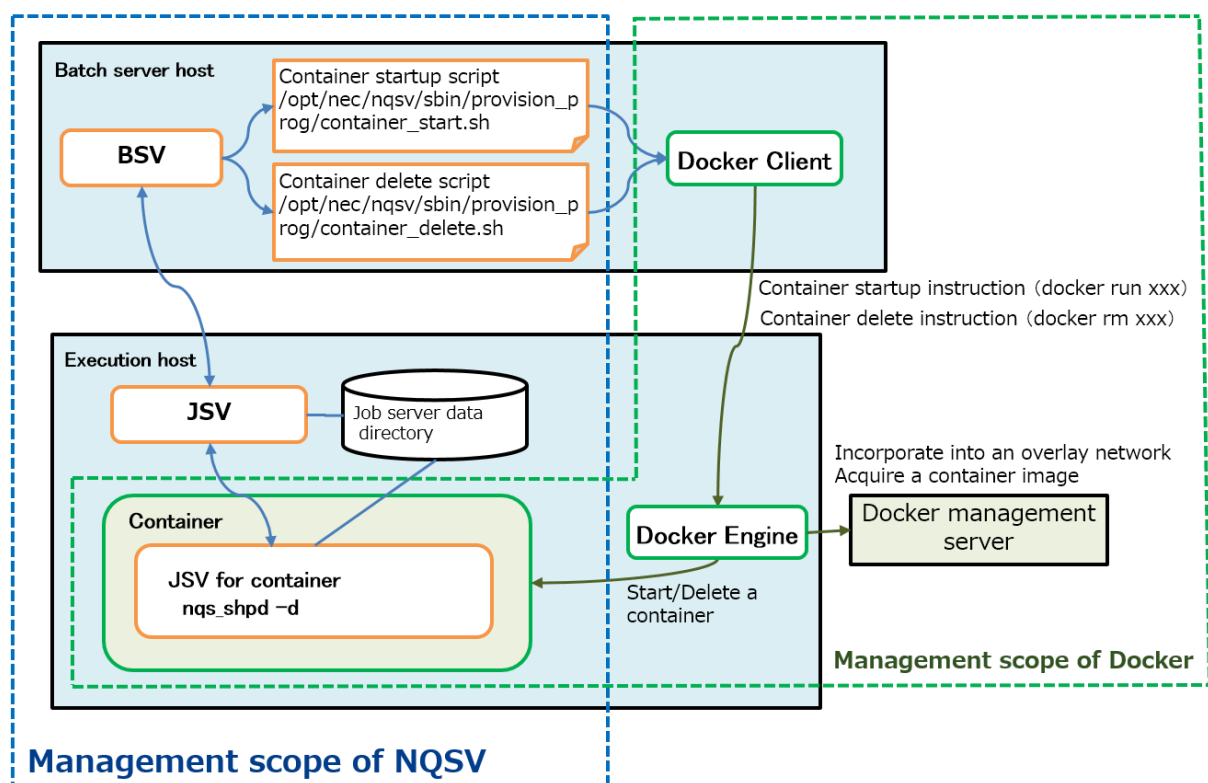 Batch server host
Container startup script
/opt/nec/nqsv/sbin/provision_p
rog/container_start.sh
BSV
Container delete script
/opt/nec/nqsv/sbin/provision_p
rog/container_delete.sh
Docker Client
Container startup instruction（docker run xxx）
Container delete instruction（docker rm xxx）
Execution host
JSV
Job server data
directory
Incorporate into an overlay network
Acquire a container image
Docker management
server
Docker Engine
Container
JSV for container
nqs_shpd −d
Start/Delete a
container
Management scope of Docker
Management scope of NQSV